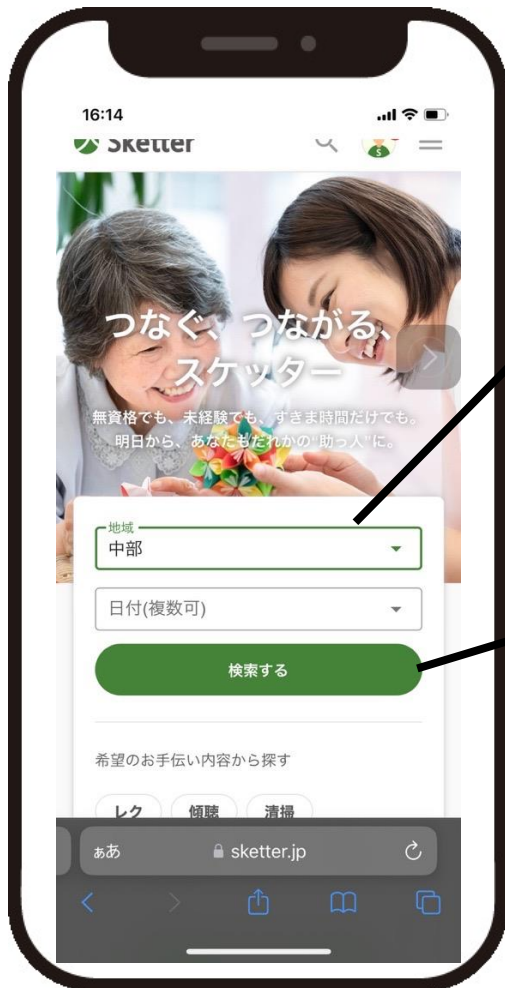 16:14
Sketter
つなぐ、つながる、
スケッター
無資格でも、未経験でも、すきま時間だけでも。
明日から、あなたもだれかの“助っ人”に。
地域
中部
日付(複数可)
検索する
希望のお手伝い内容から探す
レク 傾聴 清掃
ぁあ sketter.jp